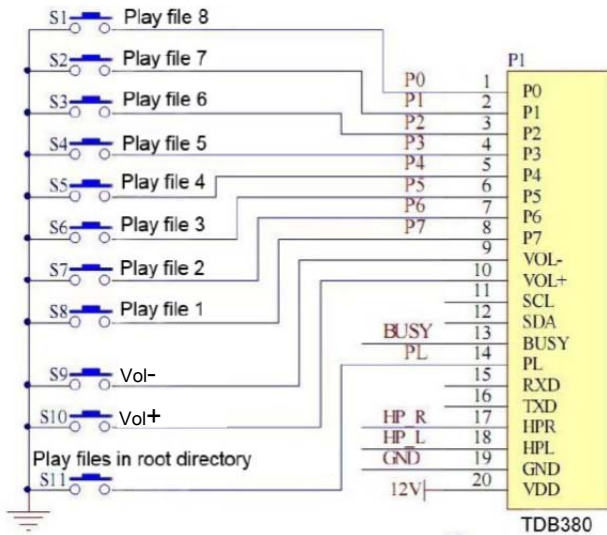 S1 Play file 8
S2 Play file 7
S3 Play file 6
S4 Play file 5
S5 Play file 4
S6 Play file 3
S7 Play file 2
S8 Play file 1
S9 Vol-
S10 Vol+
Play files in root directory
S11
P1
P0 1 P0
P1 2 P1
P2 3 P2
P3 4 P3
P4 5 P4
P5 6 P5
P6 7 P6
P7 8 P7
9 VOL-
10 VOL+
11 SCL
12 SDA
BUSY 13 BUSY
PL 14 PL
15 RXD
16 TXD
HP_R 17 HPR
HP_L 18 HPL
GND 19 GND
12V 20 VDD
TDB380